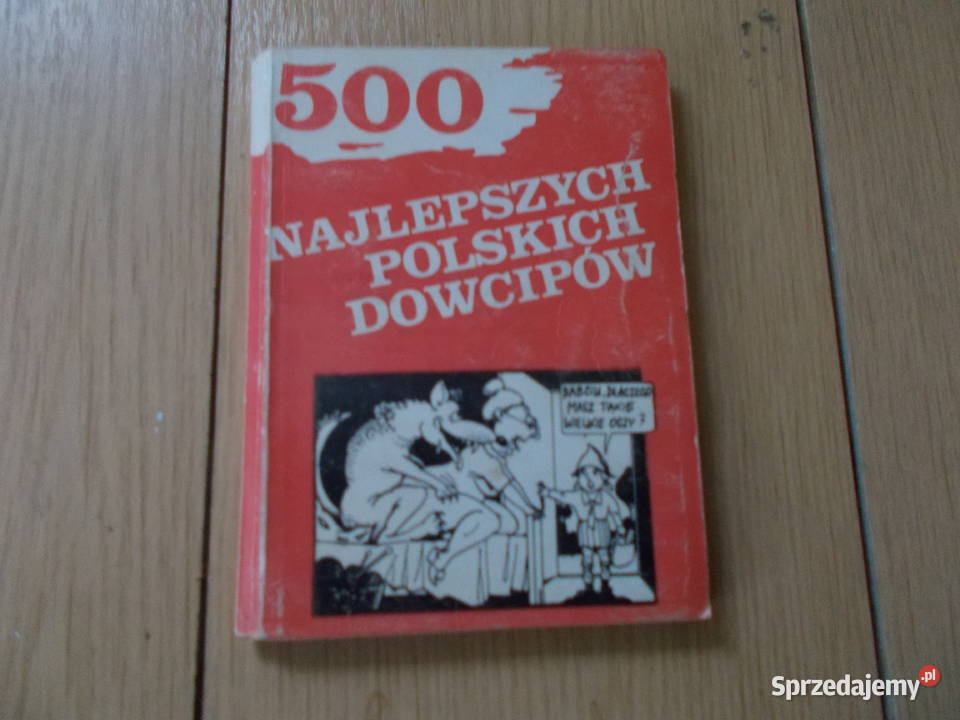 500
NAJLEPSZYCH
POLSKICH
DOWCIPÓW
BABCIU, DLACZEGO
MASZ TAKIE
WIELKIE OCZY?
Sprzedajemy.pl